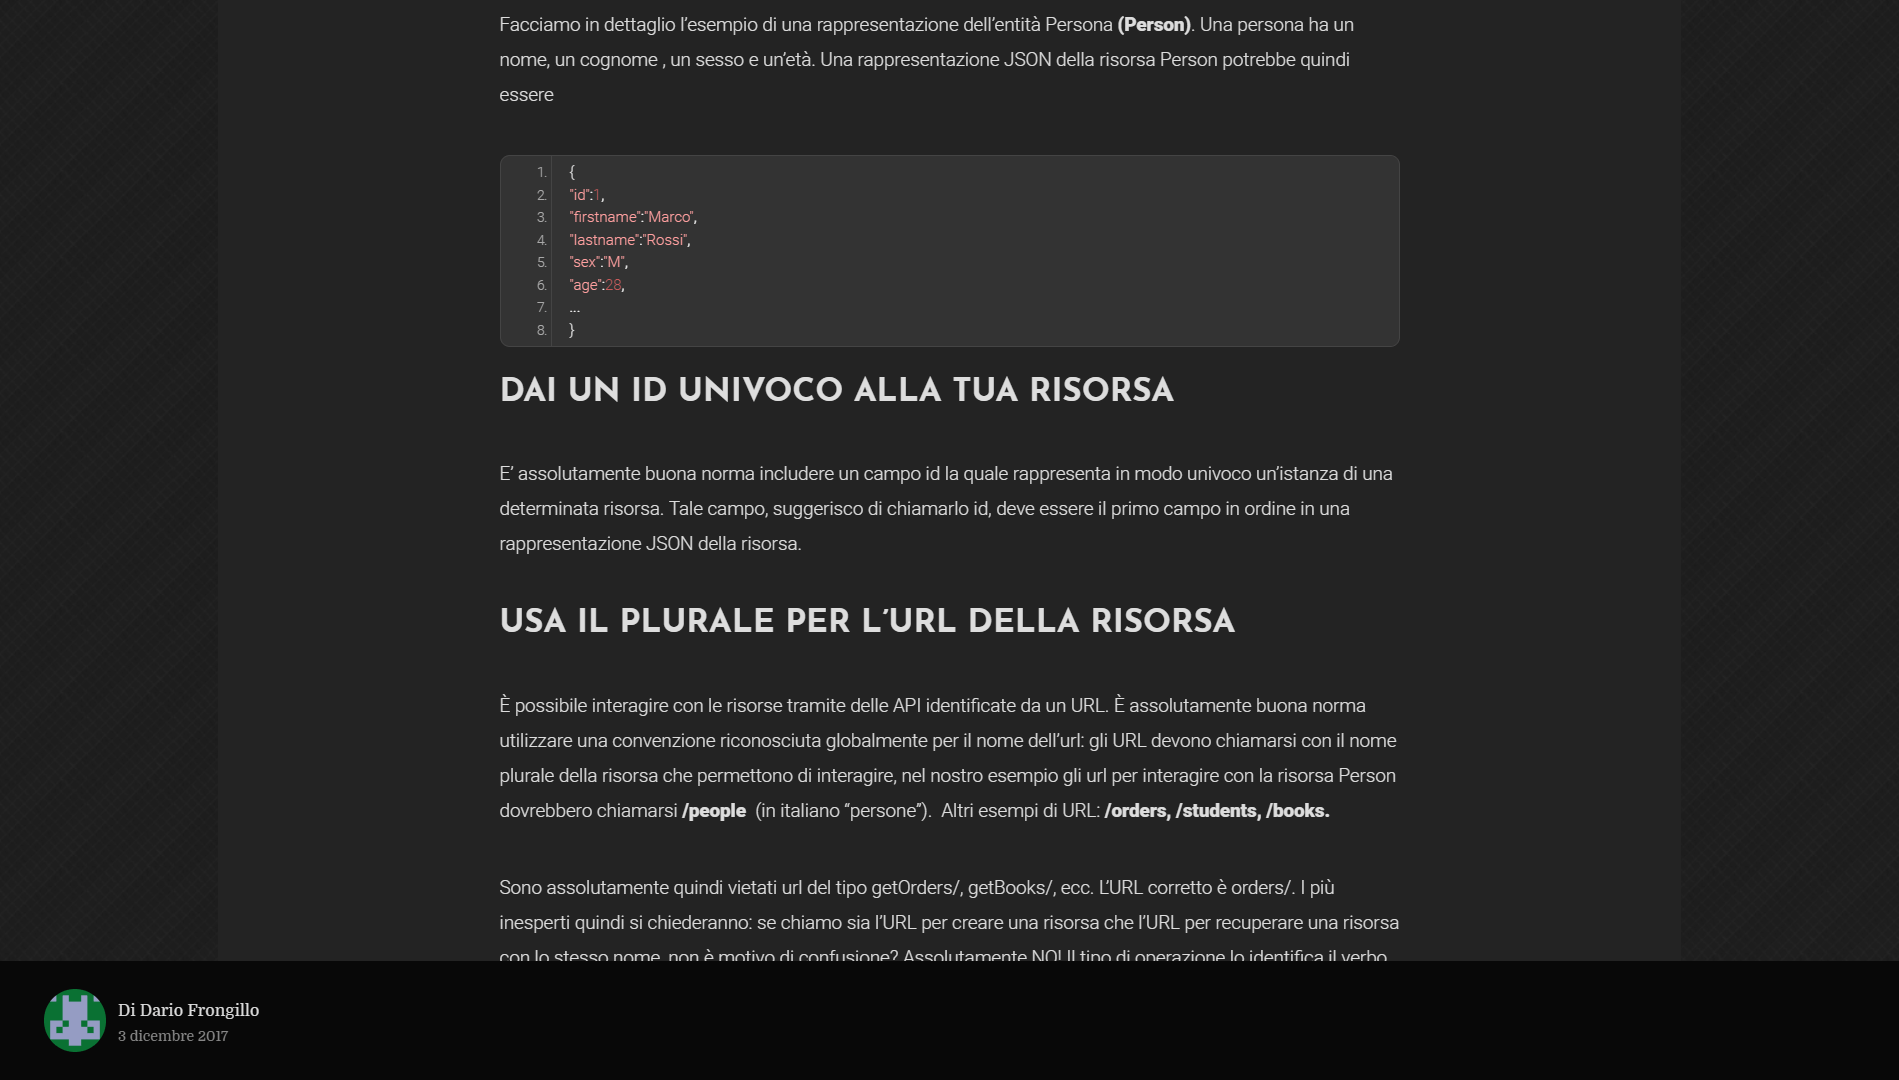 Facciamo in dettaglio l’esempio di una rappresentazione dell’entità Persona (Person). Una persona ha un
nome, un cognome , un sesso e un’età. Una rappresentazione JSON della risorsa Person potrebbe quindi
essere
1. {
2. "id":1,
3. "firstname":"Marco",
4. "lastname":"Rossi",
5. "sex":"M",
6. "age":28,
7. ...
8. }
DAI UN ID UNIVOCO ALLA TUA RISORSA
E’ assolutamente buona norma includere un campo id la quale rappresenta in modo univoco un’istanza di una
determinata risorsa. Tale campo, suggerisco di chiamarlo id, deve essere il primo campo in ordine in una
rappresentazione JSON della risorsa.
USA IL PLURALE PER L’URL DELLA RISORSA
È possibile interagire con le risorse tramite delle API identificate da un URL. È assolutamente buona norma
utilizzare una convenzione riconosciuta globalmente per il nome dell’url: gli URL devono chiamarsi con il nome
plurale della risorsa che permettono di interagire, nel nostro esempio gli url per interagire con la risorsa Person
dovrebbero chiamarsi /people (in italiano “persone”). Altri esempi di URL: /orders, /students, /books.
Sono assolutamente quindi vietati url del tipo getOrders/, getBooks/, ecc. L’URL corretto è orders/. I più
inesperti quindi si chiederanno: se chiamo sia l’URL per creare una risorsa che l’URL per recuperare una risorsa
con lo stesso nome, non è motivo di confusione? Assolutamente NO! Il tipo di operazione lo identifica il verbo
Di Dario Frongillo
3 dicembre 2017